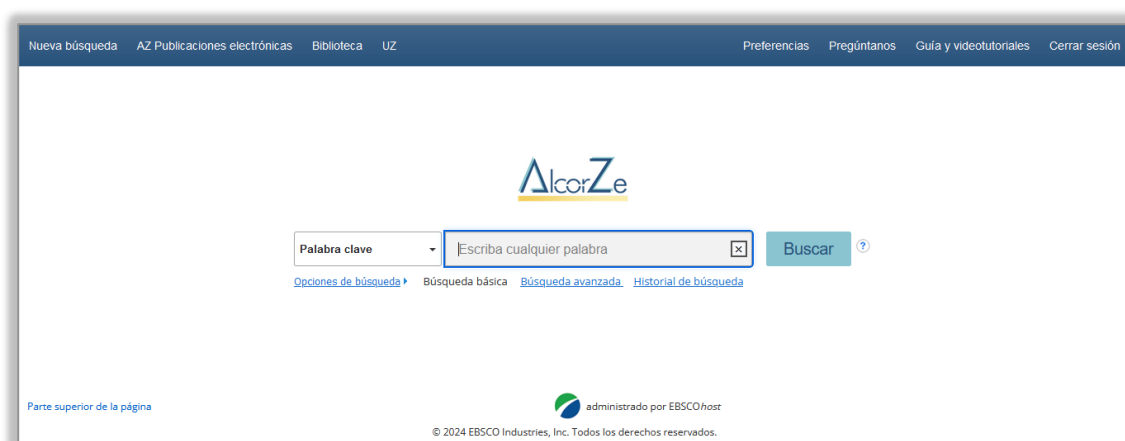 Nueva búsqueda AZ Publicaciones electrónicas Biblioteca UZ Preferencias Pregúntanos Guía y videotutoriales Cerrar sesión
AlcorZe
Palabra clave Escriba cualquier palabra Buscar ?
Opciones de búsqueda Búsqueda básica Búsqueda avanzada Historial de búsqueda
Parte superior de la página administrado por EBSCOhost
© 2024 EBSCO Industries, Inc. Todos los derechos reservados.